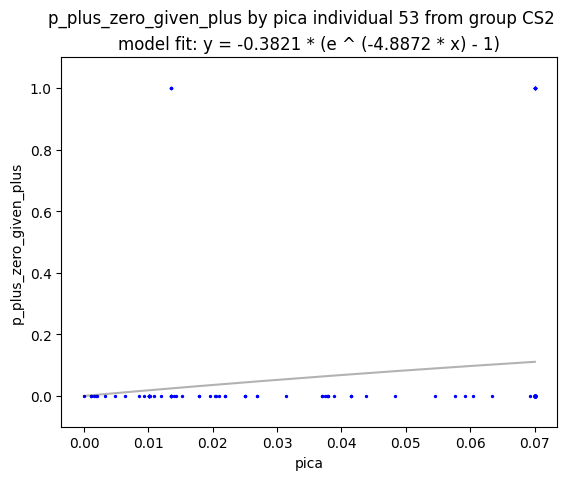 p_plus_zero_given_plus by pica individual 53 from group CS2
model fit: y = -0.3821 * (e ^ (-4.8872 * x) - 1)
1.0
0.8
0.6
0.4
0.2
0.0
p_plus_zero_given_plus
0.00 0.01 0.02 0.03 0.04 0.05 0.06 0.07
pica